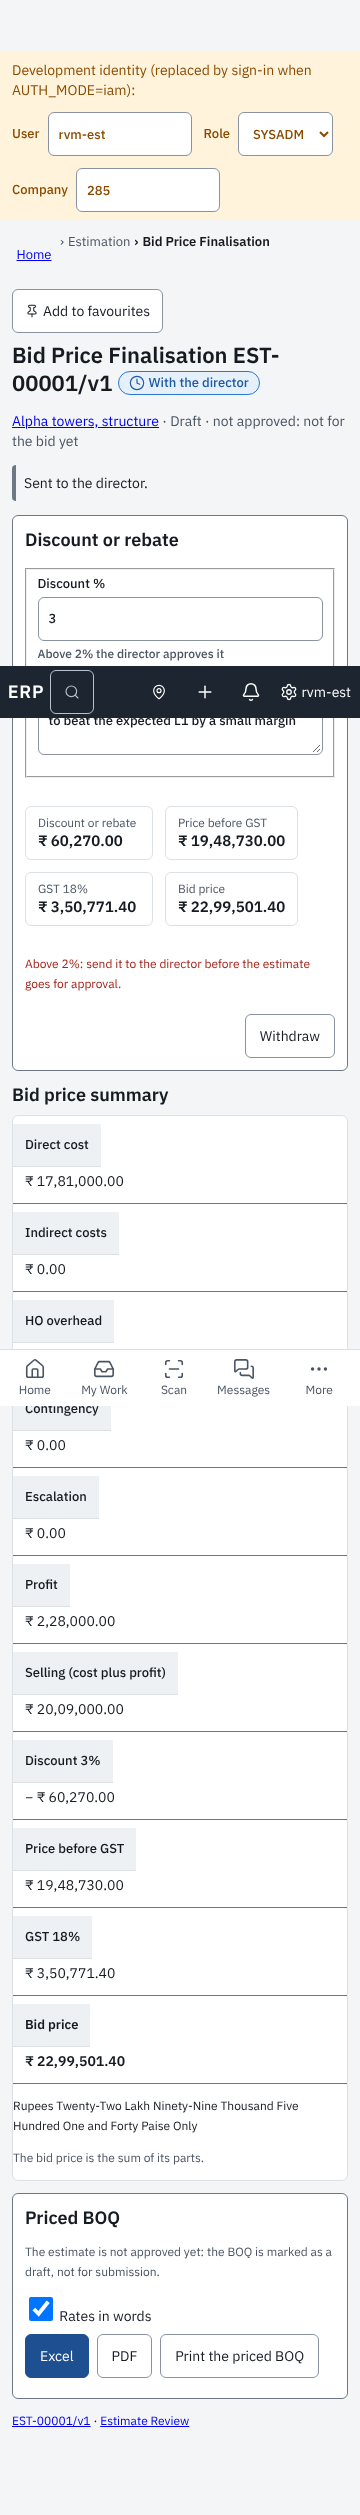 Development identity (replaced by sign-in when
AUTH_MODE=iam):
User rvm-est Role SYSADM
Company 285
Home › Estimation › Bid Price Finalisation
Add to favourites
Bid Price Finalisation EST-
00001/v1 With the director
Alpha towers, structure · Draft · not approved: not for
the bid yet
Sent to the director.
Discount or rebate
Discount %
3
Above 2% the director approves it
ERP rvm-est
to beat the expected L1 by a small margin
Discount or rebate
₹ 60,270.00
Price before GST
₹ 19,48,730.00
GST 18%
₹ 3,50,771.40
Bid price
₹ 22,99,501.40
Above 2%: send it to the director before the estimate
goes for approval.
Withdraw
Bid price summary
Direct cost
₹ 17,81,000.00
Indirect costs
₹ 0.00
HO overhead
Home My Work Scan Messages More
Contingency
₹ 0.00
Escalation
₹ 0.00
Profit
₹ 2,28,000.00
Selling (cost plus profit)
₹ 20,09,000.00
Discount 3%
− ₹ 60,270.00
Price before GST
₹ 19,48,730.00
GST 18%
₹ 3,50,771.40
Bid price
₹ 22,99,501.40
Rupees Twenty-Two Lakh Ninety-Nine Thousand Five
Hundred One and Forty Paise Only
The bid price is the sum of its parts.
Priced BOQ
The estimate is not approved yet: the BOQ is marked as a
draft, not for submission.
Rates in words
Excel PDF Print the priced BOQ
EST-00001/v1 · Estimate Review